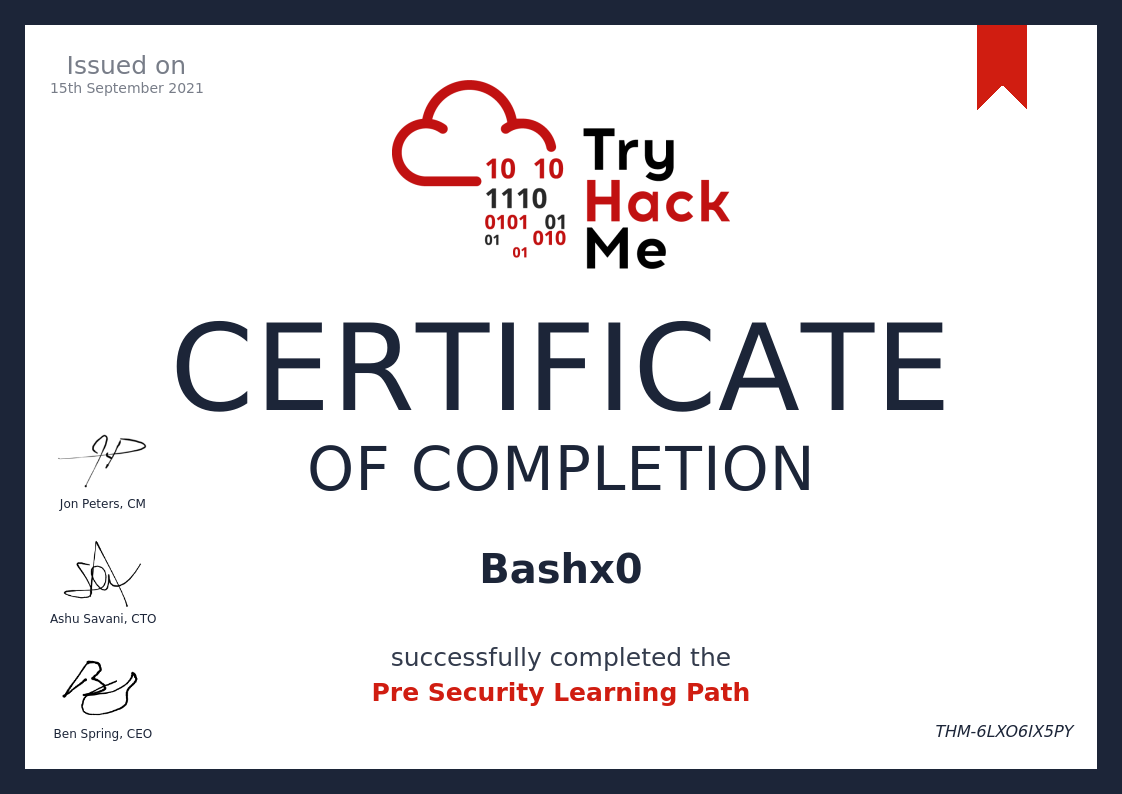 Issued on
15th September 2021
10 10
1110
0101 01
01 010
01
Try
Hack
Me
CERTIFICATE
OF COMPLETION
Jon Peters, CM
Bashx0
Ashu Savani, CTO
successfully completed the
Pre Security Learning Path
Ben Spring, CEO
THM-6LXO6IX5PY